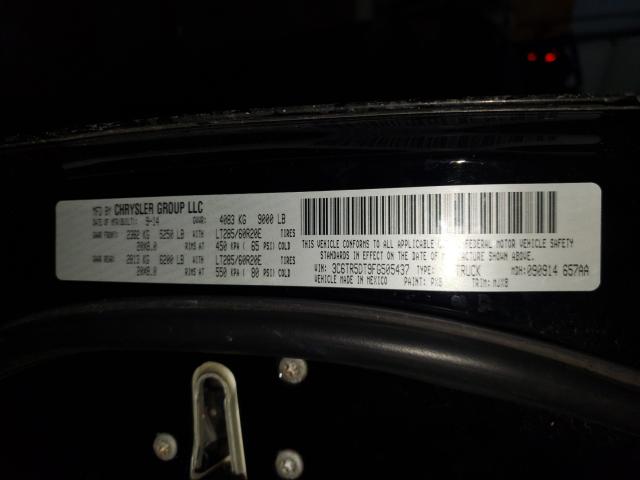 MFD BY CHRYSLER GROUP LLC
DATE OF MFR/BUILT: 9-14 GVWR: 4083 KG 9000 LB
GAWR FRONT: 2382 KG 5250 LB WITH LT285/60R20E TIRES
20X8.0 RIMS AT 450 KPA ( 65 PSI) COLD
GAWR REAR: 2813 KG 6200 LB WITH LT285/60R20E TIRES
20X8.0 RIMS AT 550 KPA ( 80 PSI) COLD
THIS VEHICLE CONFORMS TO ALL APPLICABLE FEDERAL MOTOR VEHICLE SAFETY
STANDARDS IN EFFECT ON THE DATE OF MANUFACTURE SHOWN ABOVE.
VIN: 3C6TR5DT9FG505437 TYPE: TRUCK MDH: 090914 657AA
VEHICLE MADE IN MEXICO PAINT: PX8 TRIM: MJX8